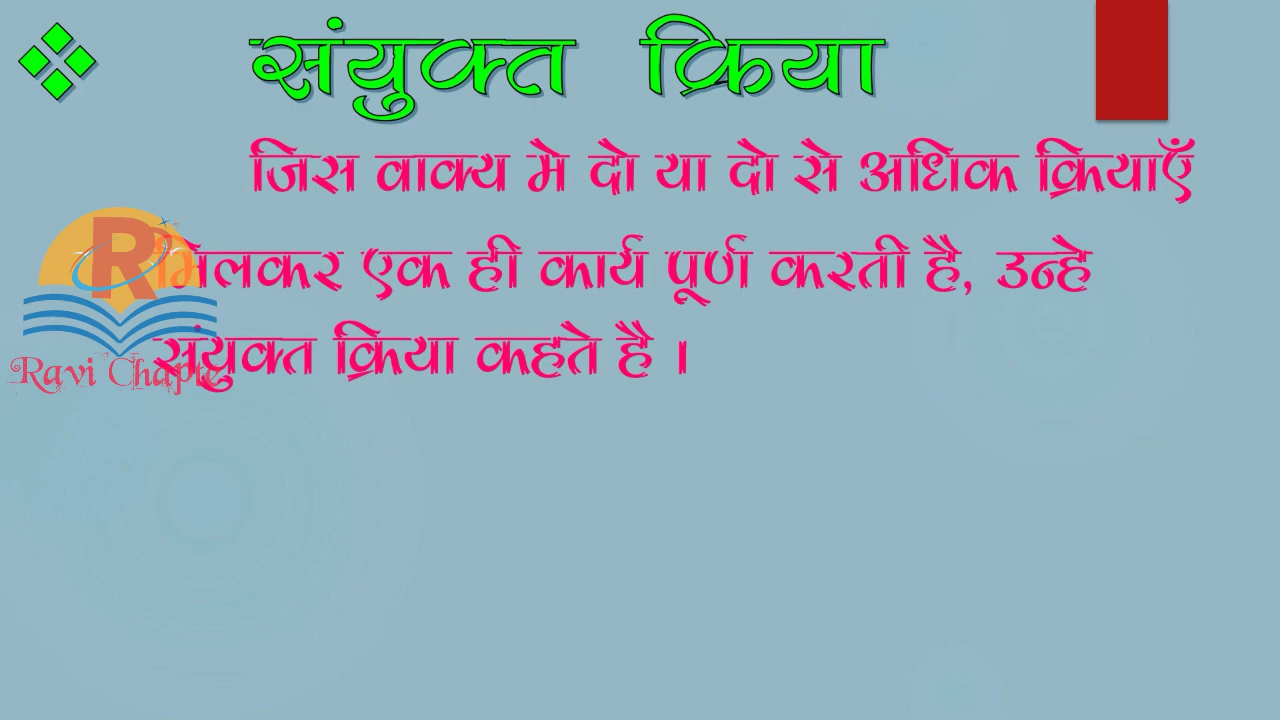 संयुक्त क्रिया
जिस वाक्य मे दो या दो से अधिक क्रियाएँ
मिलकर एक ही कार्य पूर्ण करती है, उन्हे
संयुक्त क्रिया कहते है ।
R
Ravi Chapte